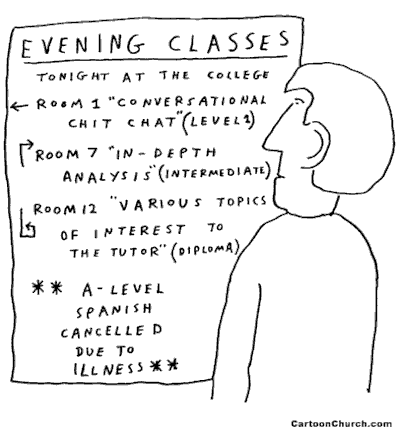 EVENING CLASSES
TONIGHT AT THE COLLEGE
← ROOM 1 "CONVERSATIONAL
CHIT CHAT" (LEVEL 1)
ROOM 7 "IN-DEPTH
ANALYSIS" (INTERMEDIATE)
ROOM 12 "VARIOUS TOPICS
OF INTEREST TO
THE TUTOR" (DIPLOMA)
** A-LEVEL
SPANISH
CANCELLED
DUE TO
ILLNESS **
CartoonChurch.com